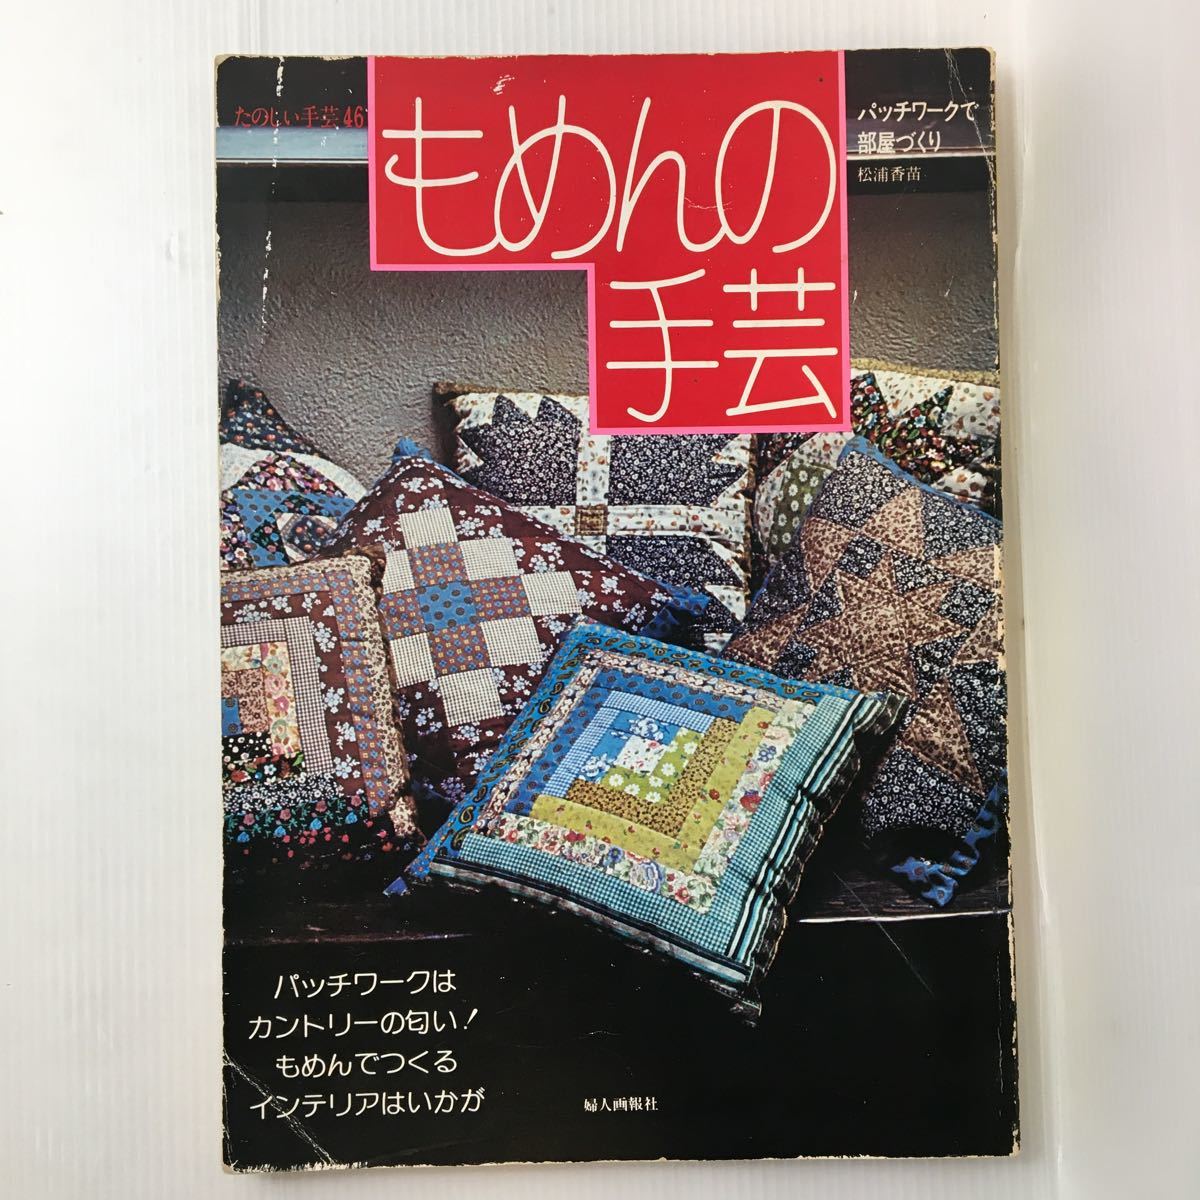 たのしい手芸46
もめんの
手芸
パッチワークで
部屋づくり
松浦香苗
パッチワークは
カントリーの匂い!
もめんでつくる
インテリアはいかが
婦人画報社